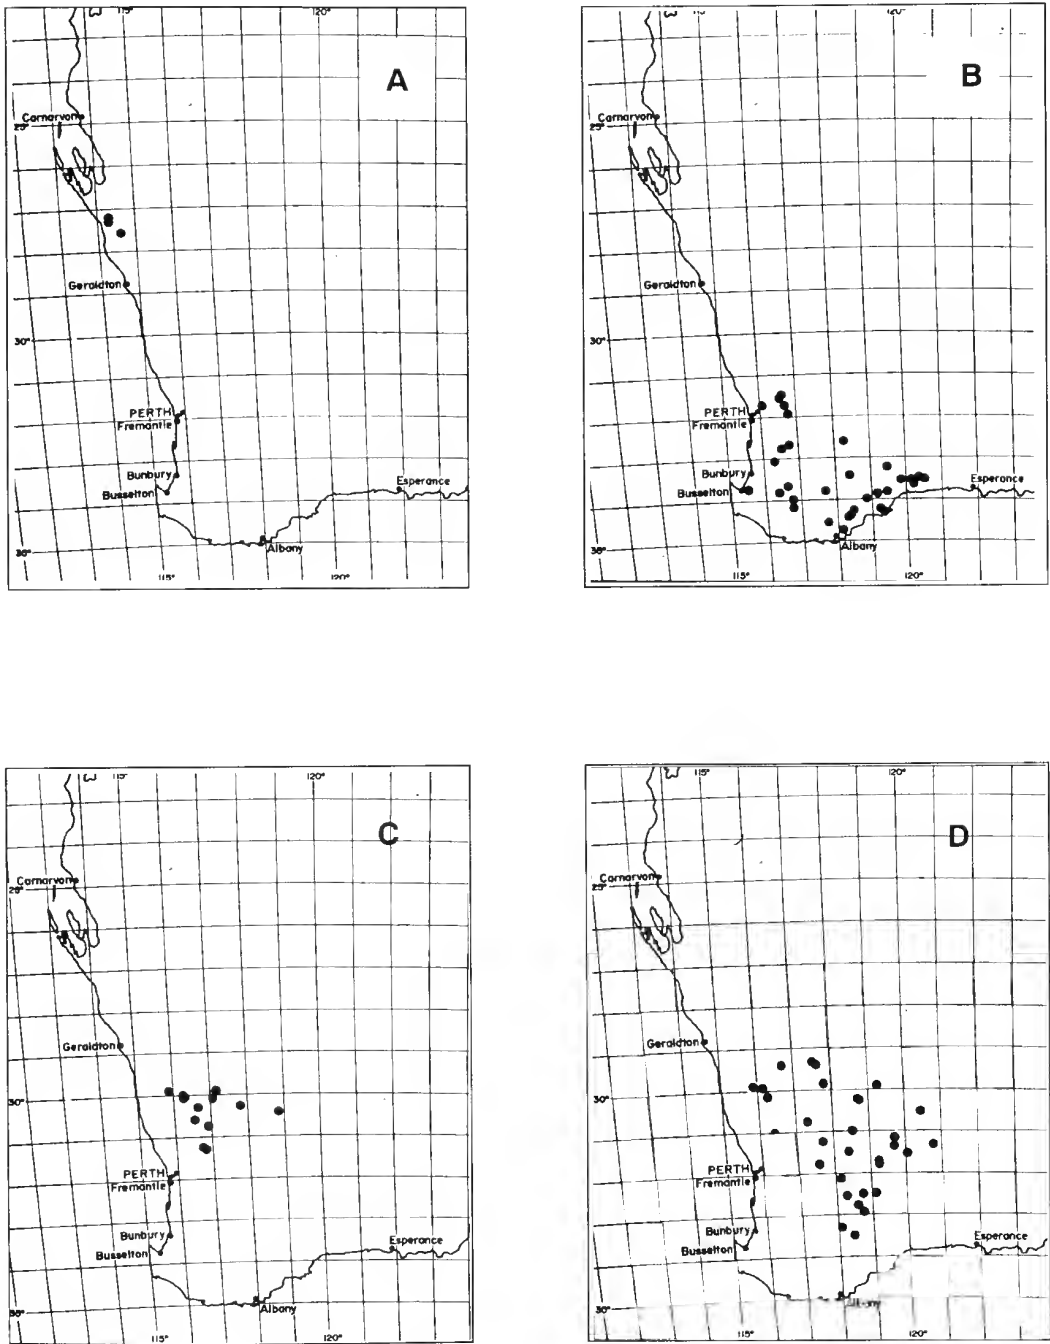 120°
A
Carnarvon
25°
Geraldton
30°
PERTH
Fremantle
Bunbury
Busselton
Esperance
Albany
115°
120°
B
Carnarvon
25°
Geraldton
30°
PERTH
Fremantle
Bunbury
Busselton
Esperance
Albany
115°
120°
115°
120°
C
Carnarvon
25°
Geraldton
30°
PERTH
Fremantle
Bunbury
Busselton
Esperance
35°
Albany
115°
120°
115°
120°
D
Carnarvon
25°
Geraldton
30°
PERTH
Fremantle
Bunbury
Busselton
Esperance
35°
Albany
115°
120°